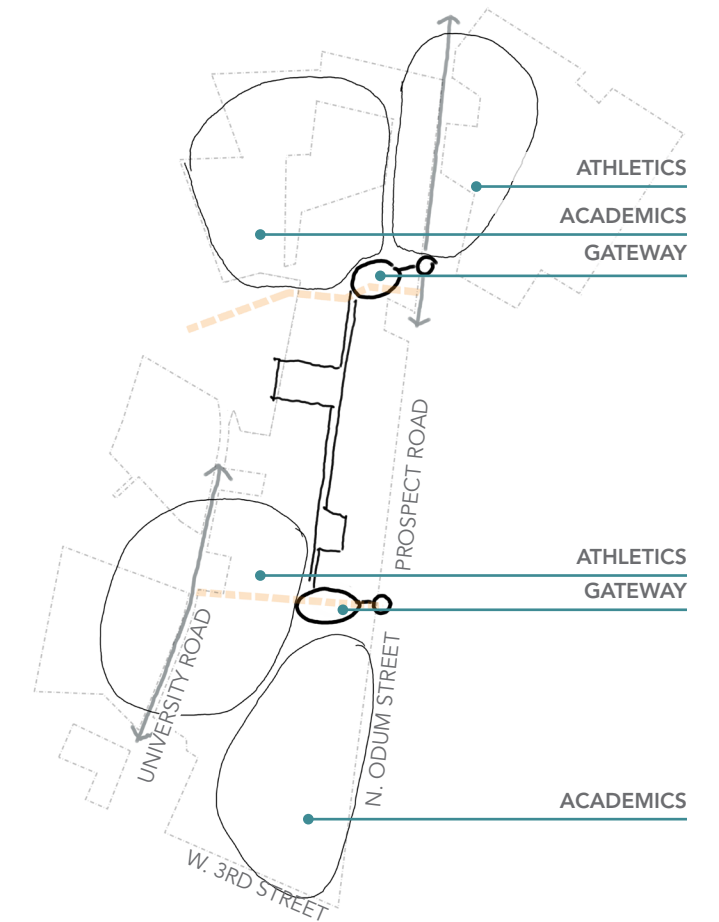 ATHLETICS
ACADEMICS
GATEWAY
PROSPECT ROAD
ATHLETICS
GATEWAY
UNIVERSITY ROAD
N. ODUM STREET
ACADEMICS
W. 3RD STREET